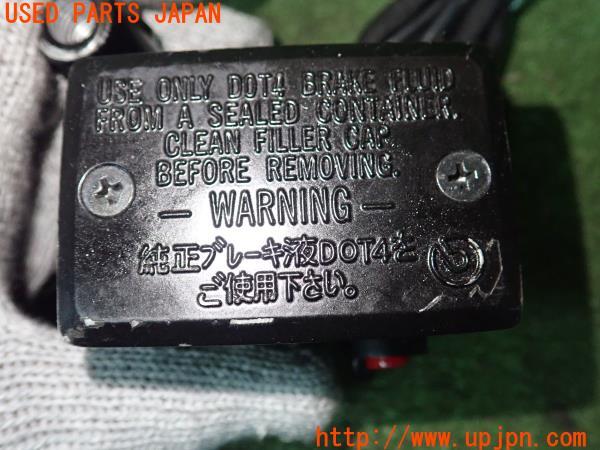 USED PARTS JAPAN
USE ONLY DOT4 BRAKE FLUID
FROM A SEALED CONTAINER.
CLEAN FILLER CAP
BEFORE REMOVING.
— WARNING —
純正ブレーキ液DOT4を
ご使用下さい。
http://www.upjpn.com/